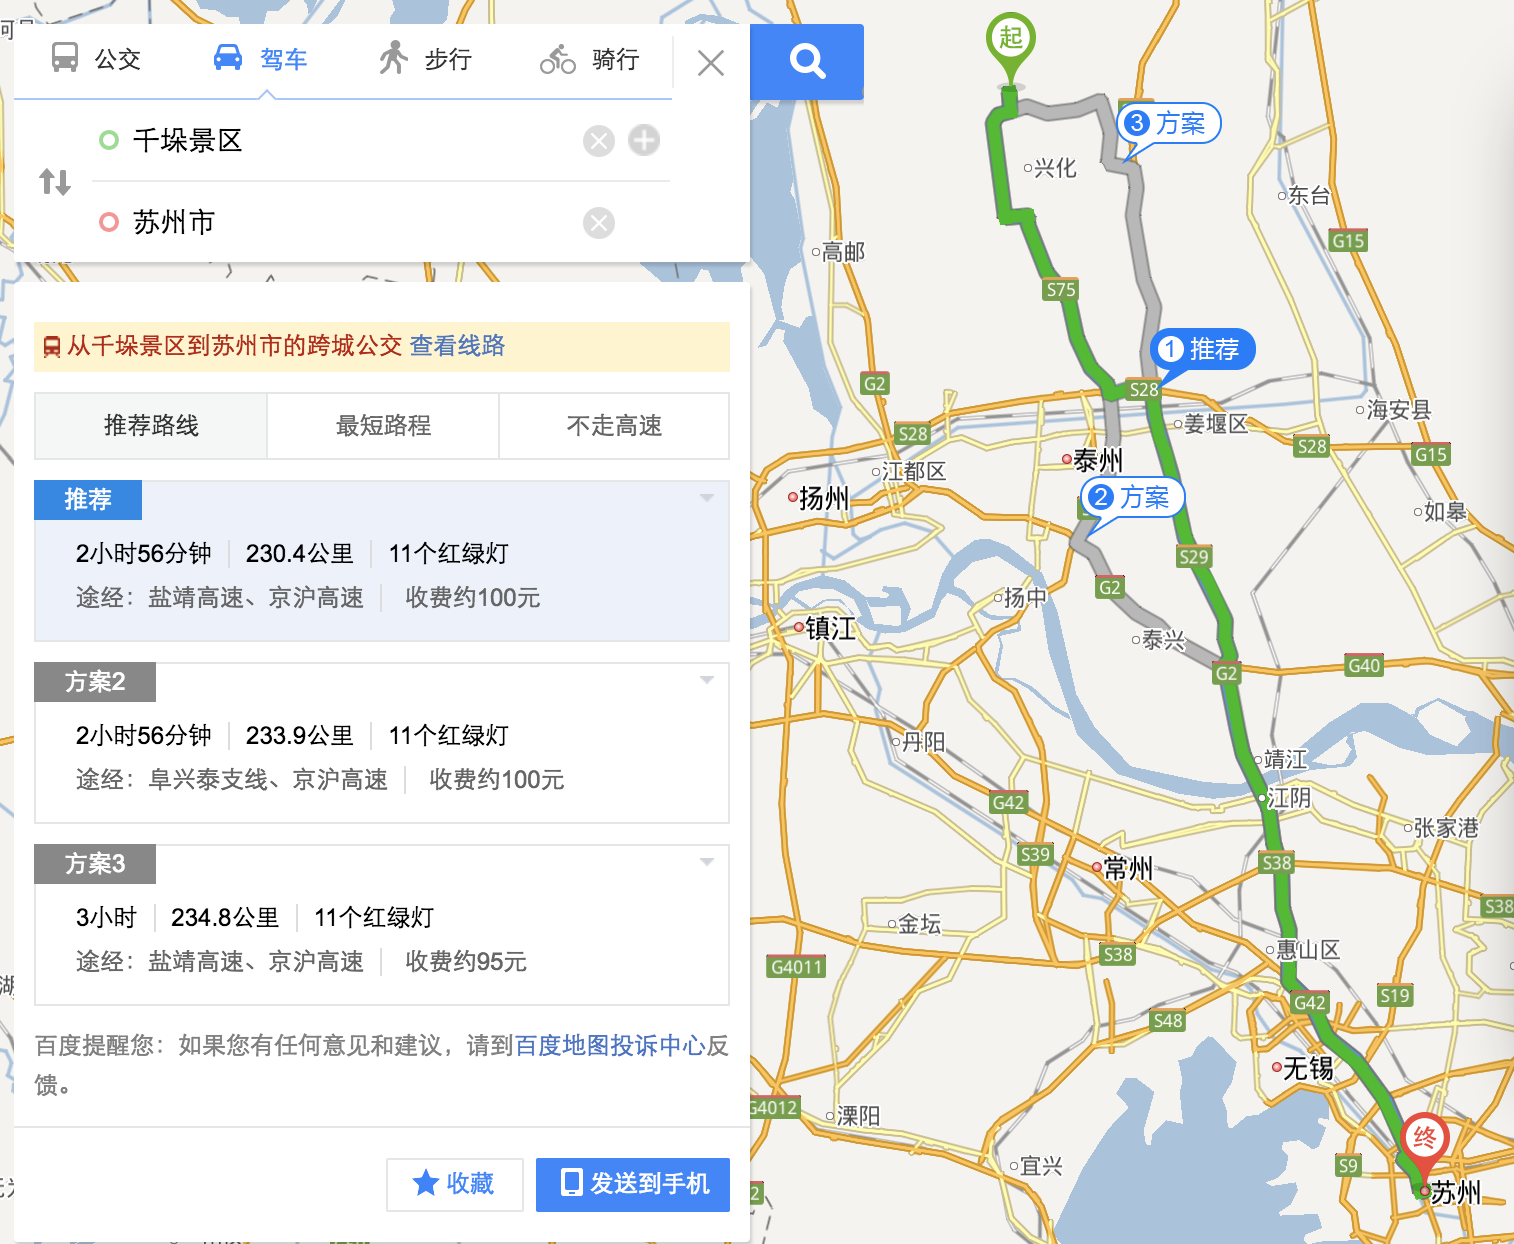 公交
驾车
步行
骑行
千垛景区
苏州市
从千垛景区到苏州市的跨城公交 查看线路
推荐路线
最短路程
不走高速
推荐
2小时56分钟 230.4公里 11个红绿灯
途经：盐靖高速、京沪高速 收费约100元
方案2
2小时56分钟 233.9公里 11个红绿灯
途经：阜兴泰支线、京沪高速 收费约100元
方案3
3小时 234.8公里 11个红绿灯
途经：盐靖高速、京沪高速 收费约95元
百度提醒您：如果您有任何意见和建议，请到百度地图投诉中心反
馈。
收藏
发送到手机
起
3 方案
兴化
东台
G15
高邮
S75
1 推荐
G2
S28
海安县
姜堰区
S28
S28
G15
泰州
江都区
扬州
2 方案
如皋
S29
G2
扬中
镇江
泰兴
G40
G2
丹阳
靖江
江阴
G42
张家港
S39
常州
S38
S38
金坛
惠山区
S38
G4011
S19
G42
S48
无锡
G4012
溧阳
终
宜兴
S9
苏州